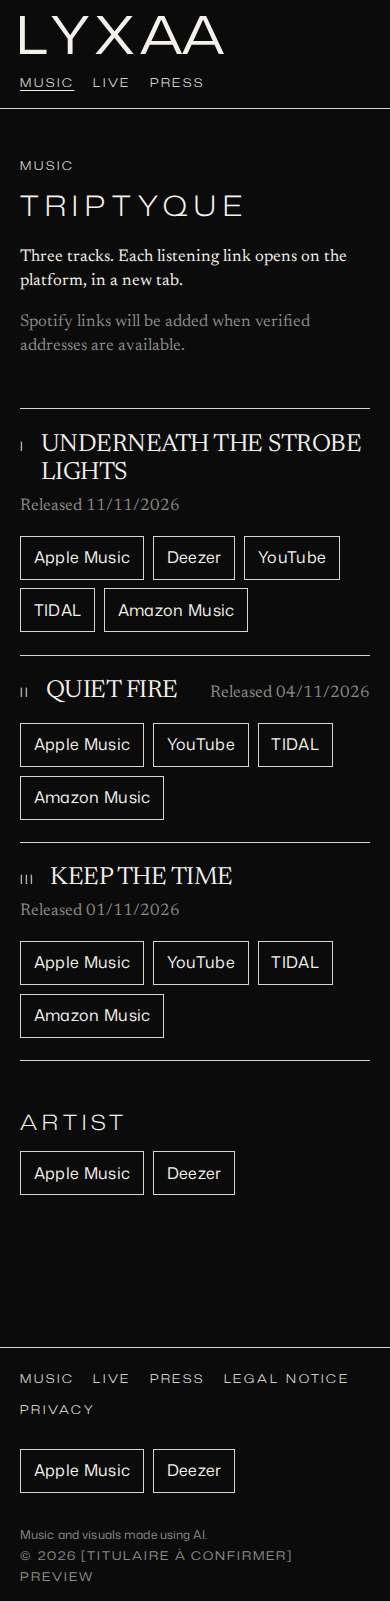 LYXAA
MUSIC LIVE PRESS
MUSIC
TRIPTYQUE
Three tracks. Each listening link opens on the
platform, in a new tab.
Spotify links will be added when verified
addresses are available.
I UNDERNEATH THE STROBE
LIGHTS
Released 11/11/2026
Apple Music Deezer YouTube
TIDAL Amazon Music
II QUIET FIRE Released 04/11/2026
Apple Music YouTube TIDAL
Amazon Music
III KEEP THE TIME
Released 01/11/2026
Apple Music YouTube TIDAL
Amazon Music
ARTIST
Apple Music Deezer
MUSIC LIVE PRESS LEGAL NOTICE
PRIVACY
Apple Music Deezer
Music and visuals made using AI.
© 2026 [TITULAIRE À CONFIRMER]
PREVIEW